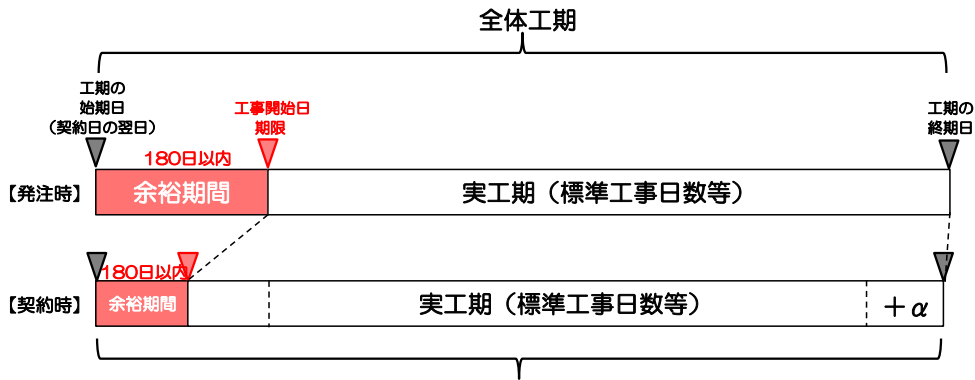 全体工期
工期の
始期日
（契約日の翌日）
工事開始日
期限
工期の
終期日
180日以内
【発注時】
余裕期間
実工期（標準工事日数等）
180日以内
【契約時】
余裕期間
実工期（標準工事日数等）
＋α